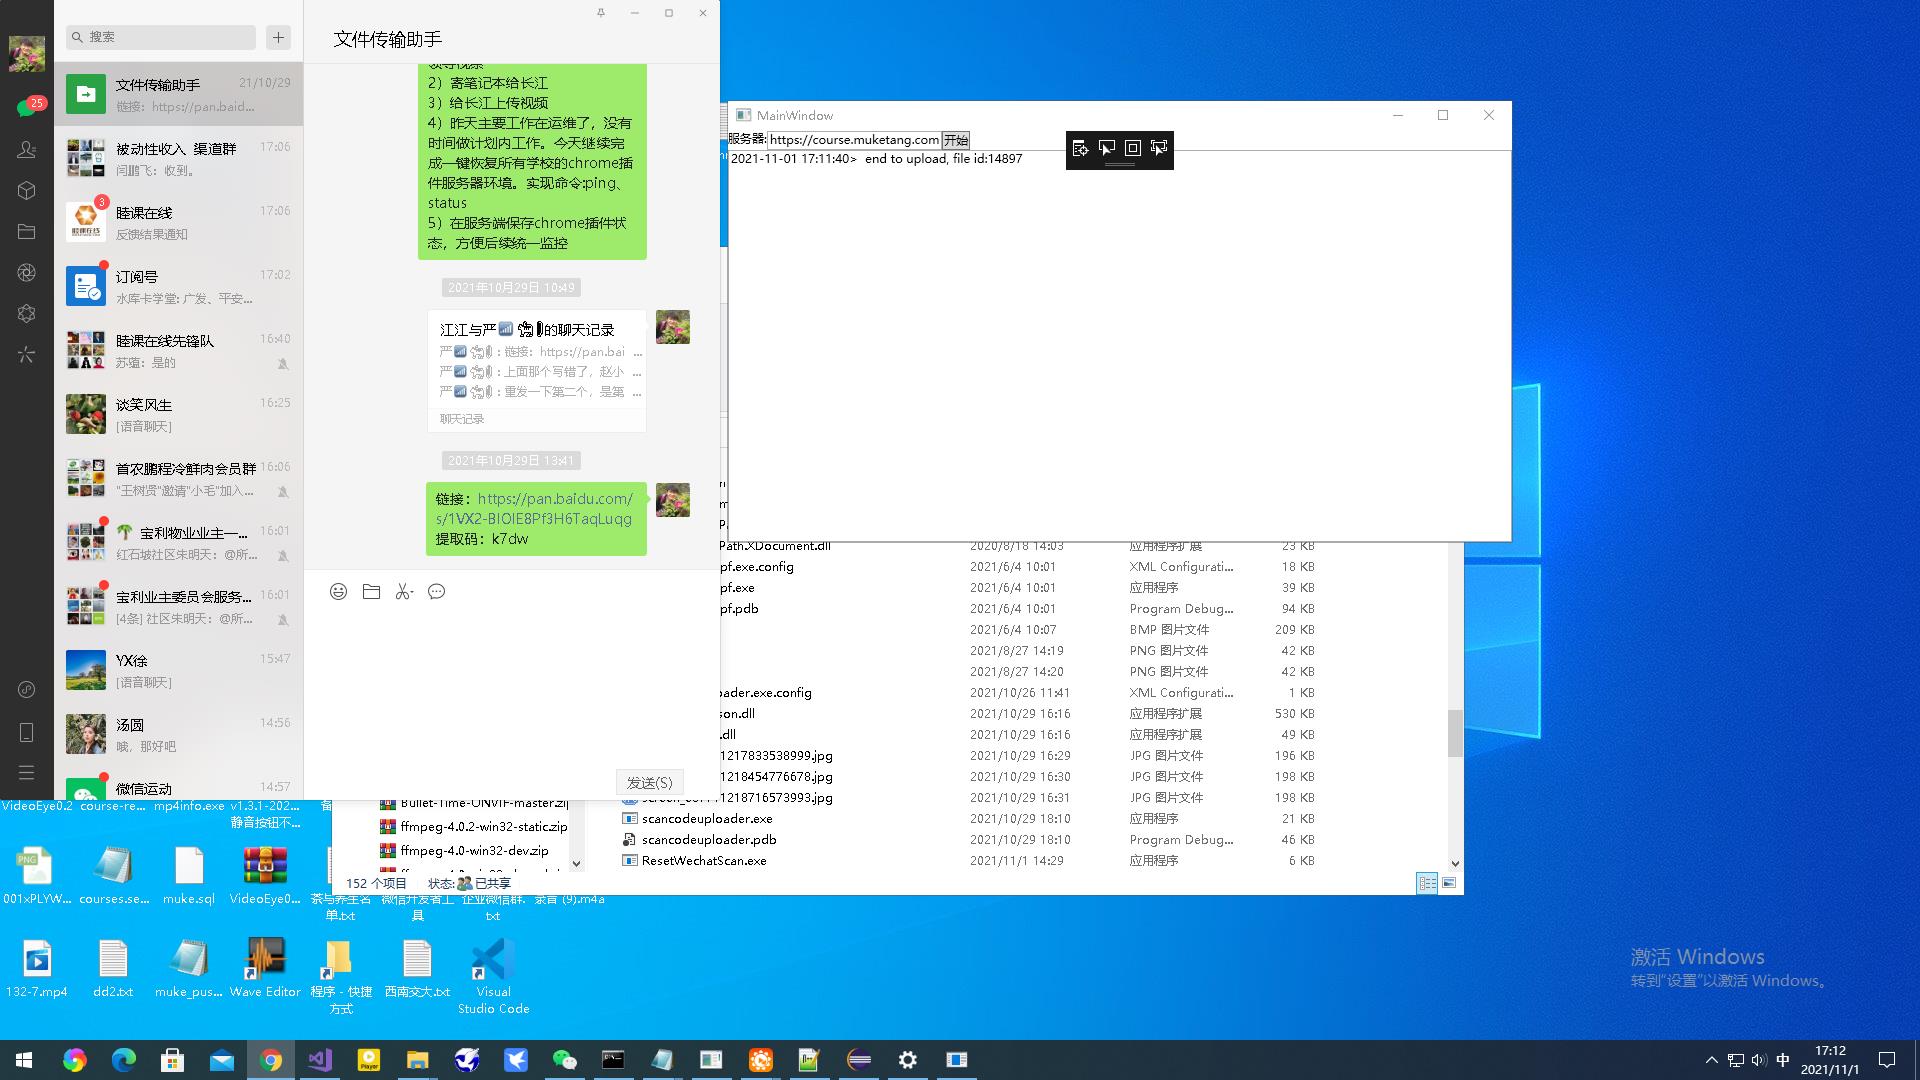 搜索
文件传输助手
21/10/29
链接：https://pan.baid...
25
被动性收入 渠道群
17:06
闫鹏飞：收到。
3
睦课在线
17:06
反馈结果通知
订阅号
17:02
水库卡学堂: 广发、平安...
睦课在线先锋队
16:40
苏蕴：是的
谈笑风生
16:25
[语音聊天]
首农鹏程冷鲜肉会员群
16:06
"王树贤"邀请"小毛"加入...
宝利物业业主一...
16:01
红石坡社区朱明天：@所...
宝利业主委员会服务...
16:01
[4条] 社区朱明天：@所...
YX徐
15:47
[语音聊天]
汤圆
14:56
哦，那好吧
微信运动
14:57
文件传输助手
2）寄笔记本给长江
3）给长江上传视频
4）昨天主要工作在运维了，没有
时间做计划内工作。今天继续完
成一键恢复所有学校的chrome插
件服务器环境。实现命令:ping、
status
5）在服务端保存chrome插件状
态，方便后续统一监控
2021年10月29日 10:49
江江与严的聊天记录
严：链接：https://pan.bai ...
严：上面那个写错了，赵小 ...
严：重发一下第二个，是第 ...
聊天记录
2021年10月29日 13:41
链接：https://pan.baidu.com/
s/1VX2-BIOIE8Pf3H6TaqLuqg
提取码：k7dw
发送(S)
MainWindow
服务器:https://course.muketang.com 开始
2021-11-01 17:11:40> end to upload, file id:14897
Path.XDocument.dll 2020/8/18 14:03 应用程序扩展 23 KB
pf.exe.config 2021/6/4 10:01 XML Configurati... 18 KB
pf.exe 2021/6/4 10:01 应用程序 39 KB
pf.pdb 2021/6/4 10:01 Program Debug... 94 KB
2021/6/4 10:07 BMP 图片文件 209 KB
2021/8/27 14:19 PNG 图片文件 42 KB
2021/8/27 14:20 PNG 图片文件 42 KB
ader.exe.config 2021/10/26 11:41 XML Configurati... 1 KB
son.dll 2021/10/29 16:16 应用程序扩展 530 KB
.dll 2021/10/29 16:16 应用程序扩展 49 KB
1217833538999.jpg 2021/10/29 16:29 JPG 图片文件 196 KB
1218454776678.jpg 2021/10/29 16:30 JPG 图片文件 198 KB
1218716573993.jpg 2021/10/29 16:31 JPG 图片文件 198 KB
scancodeuploader.exe 2021/10/29 18:10 应用程序 21 KB
scancodeuploader.pdb 2021/10/29 18:10 Program Debug... 46 KB
ResetWechatScan.exe 2021/11/1 14:29 应用程序 6 KB
Bullet-Time-ONVIF-master.zip
ffmpeg-4.0.2-win32-static.zip
ffmpeg-4.0-win32-dev.zip
152 个项目 状态: 已共享
VideoEye0.2 course-re... mp4info.exe v1.3.1-202...
静音按钮不...
PNG
001xPLYW... courses.se... muke.sql VideoEye0... 茶与养生名 微信开发者工 企业微信群. 录音 (9).m4a
单.txt 具 txt
132-7.mp4 dd2.txt muke_pus... Wave Editor 程序 - 快捷 西南交大.txt Visual
方式 Studio Code
激活 Windows
转到"设置"以激活 Windows。
Player
中
17:12
2021/11/1